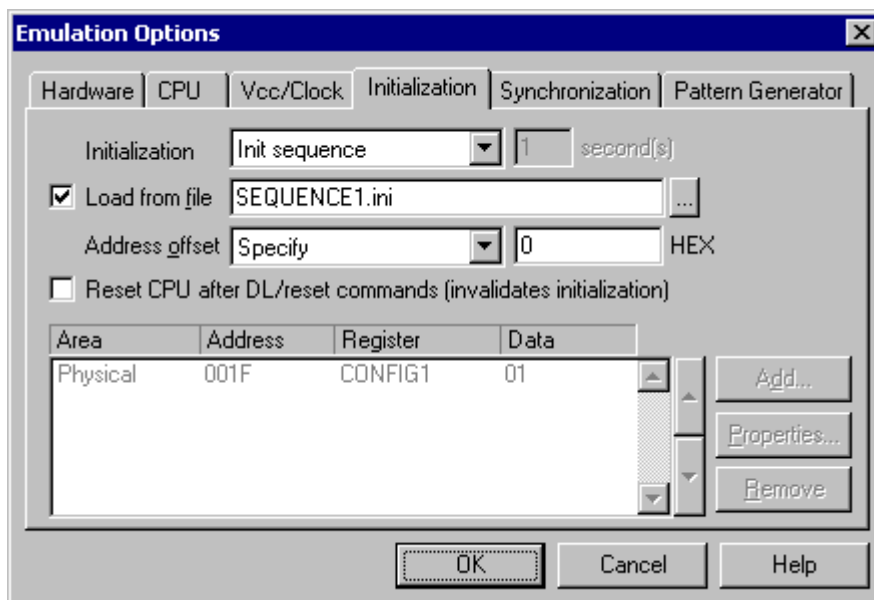 Emulation Options
Hardware CPU Vcc/Clock Initialization Synchronization Pattern Generator
Initialization Init sequence 1 second(s)
Load from file SEQUENCE1.ini ...
Address offset Specify 0 HEX
Reset CPU after DL/reset commands (invalidates initialization)
Area Address Register Data
Physical 001F CONFIG1 01
Add...
Properties...
Remove
OK Cancel Help